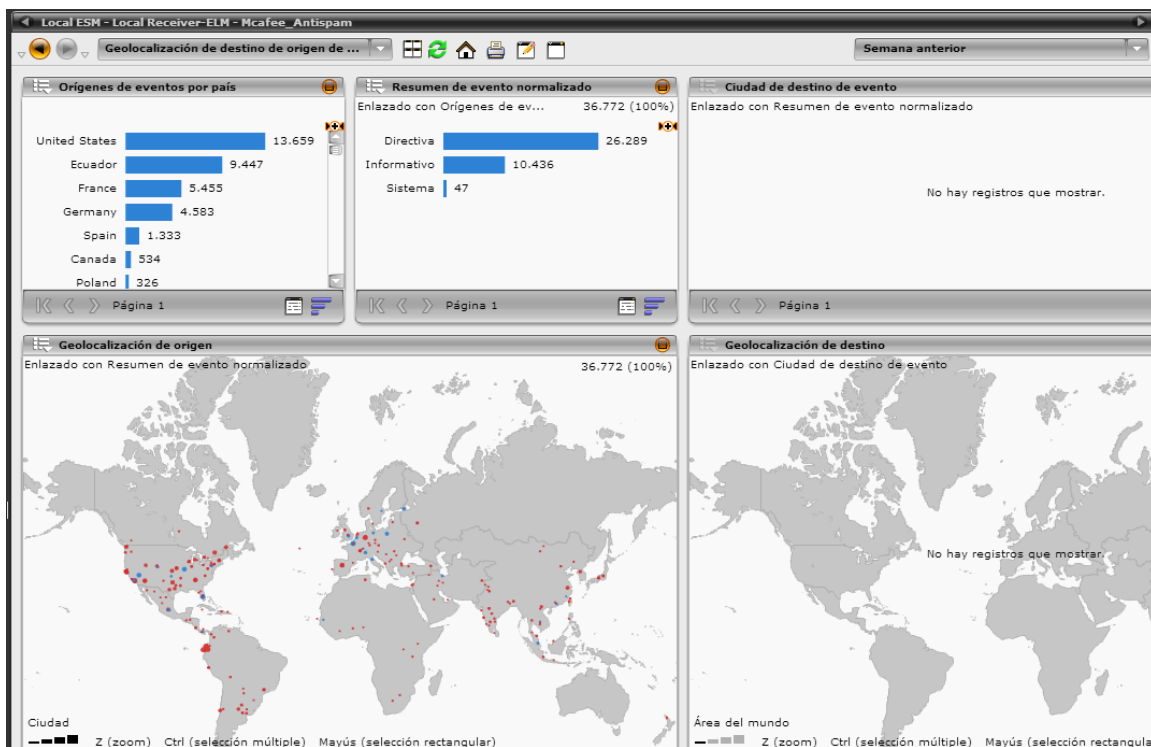 Local ESM - Local Receiver-ELM - Mcafee_Antispam
Geolocalización de destino de origen de ...
Semana anterior
Orígenes de eventos por país
United States 13.659
Ecuador 9.447
France 5.455
Germany 4.583
Spain 1.333
Canada 534
Poland 326
Página 1
Resumen de evento normalizado
Enlazado con Orígenes de ev... 36.772 (100%)
Directiva 26.289
Informativo 10.436
Sistema 47
Página 1
Ciudad de destino de evento
Enlazado con Resumen de evento normalizado
No hay registros que mostrar.
Página 1
Geolocalización de origen
Enlazado con Resumen de evento normalizado 36.772 (100%)
Ciudad
Z (zoom) Ctrl (selección múltiple) Mayús (selección rectangular)
Geolocalización de destino
Enlazado con Ciudad de destino de evento
No hay registros que mostrar.
Área del mundo
Z (zoom) Ctrl (selección múltiple) Mayús (selección rectangula